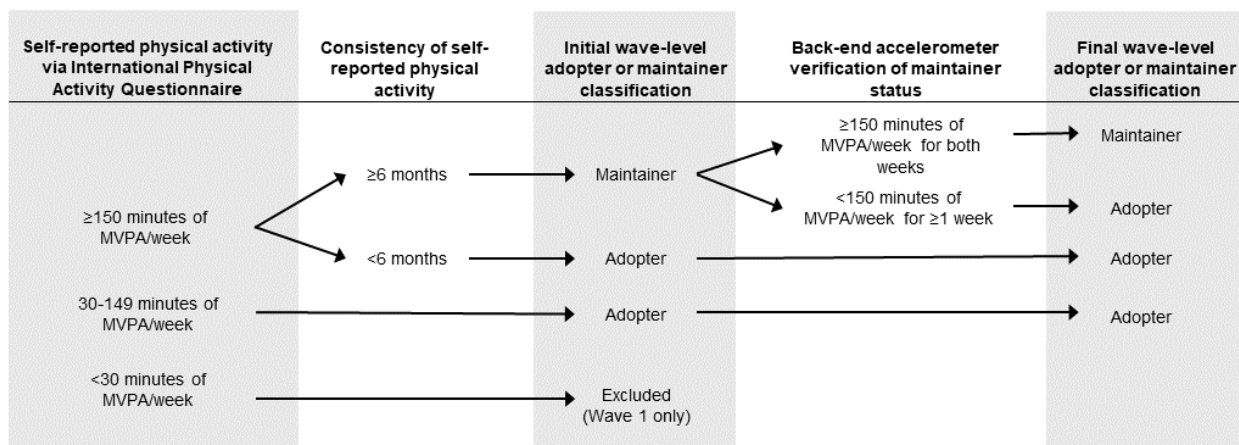 Self-reported physical activity
via International Physical
Activity Questionnaire
Consistency of self-
reported physical
activity
Initial wave-level
adopter or maintainer
classification
Back-end accelerometer
verification of maintainer
status
Final wave-level
adopter or maintainer
classification
≥150 minutes of
MVPA/week
≥6 months
Maintainer
≥150 minutes of
MVPA/week for both
weeks
Maintainer
<150 minutes of
MVPA/week for ≥1 week
Adopter
<6 months
Adopter
Adopter
30-149 minutes of
MVPA/week
Adopter
Adopter
<30 minutes of
MVPA/week
Excluded
(Wave 1 only)